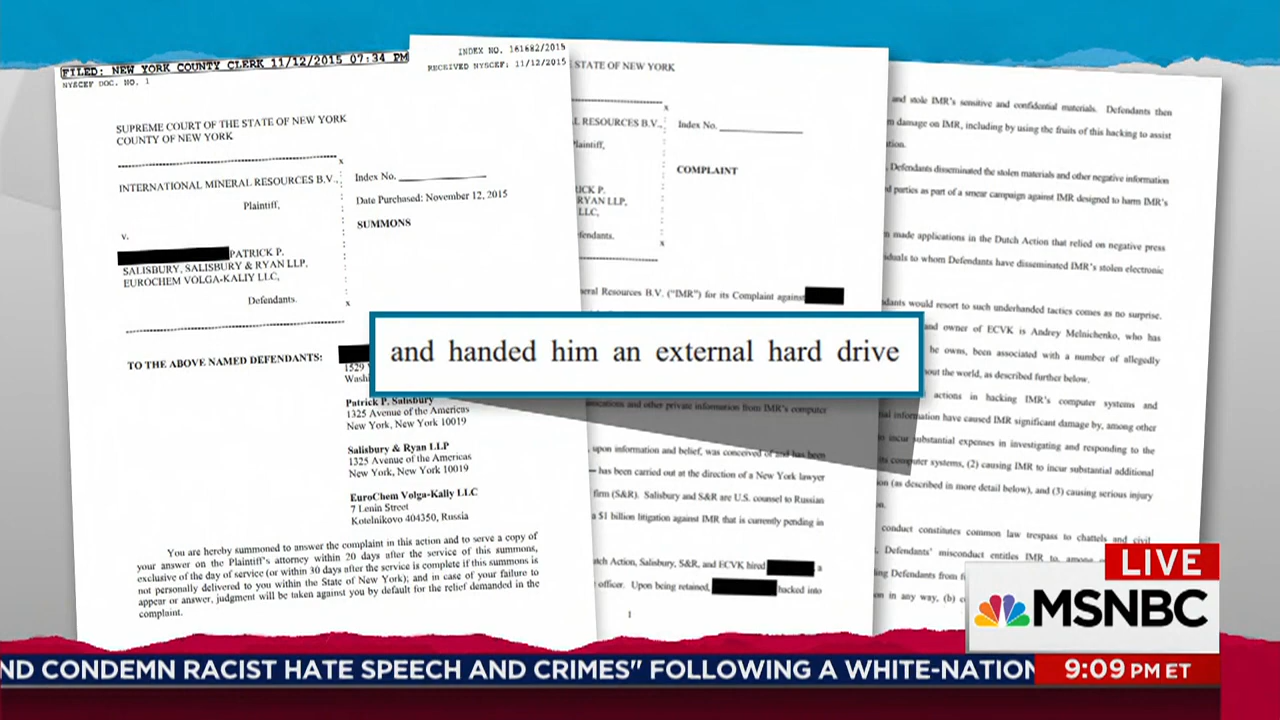 FILED: NEW YORK COUNTY CLERK 11/12/2015 07:34 PM
NYSCEF DOC. NO. 1
INDEX NO. 161682/2015
RECEIVED NYSCEF: 11/12/2015
SUPREME COURT OF THE STATE OF NEW YORK
COUNTY OF NEW YORK
x
INTERNATIONAL MINERAL RESOURCES B.V.,
Plaintiff,
v.
PATRICK P.
SALISBURY, SALISBURY & RYAN LLP,
EUROCHEM VOLGA-KALIY LLC,
Defendants.
x
Index No.
Date Purchased: November 12, 2015
SUMMONS
TO THE ABOVE NAMED DEFENDANTS:
1529
Wash
Patrick P. Salisbury
1325 Avenue of the Americas
New York, New York 10019
Salisbury & Ryan LLP
1325 Avenue of the Americas
New York, New York 10019
EuroChem Volga-Kaliy LLC
7 Lenin Street
Kotelnikovo 404350, Russia
You are hereby summoned to answer the complaint in this action and to serve a copy of
your answer on the Plaintiff's attorney within 20 days after the service of this summons,
exclusive of the day of service (or within 30 days after the service is complete if this summons is
not personally delivered to you within the State of New York); and in case of your failure to
appear or answer, judgment will be taken against you by default for the relief demanded in the
complaint.
STATE OF NEW YORK
x
L RESOURCES B.V.,
laintiff,
RICK P.
RYAN LLP,
LLC,
fendants.
x
Index No.
COMPLAINT
neral Resources B.V. ("IMR") for its Complaint against
and handed him an external hard drive
and other private information from IMR's computer
upon information and belief, was conceived of and has been
has been carried out at the direction of a New York lawyer
firm (S&R). Salisbury and S&R are U.S. counsel to Russian
a $1 billion litigation against IMR that is currently pending in
utch Action, Salisbury, S&R, and ECVK hired a
officer. Upon being retained, hacked into
1
and stole IMR's sensitive and confidential materials. Defendants then
damage on IMR, including by using the fruits of this hacking to assist
tion.
Defendants disseminated the stolen materials and other negative information
d parties as part of a smear campaign against IMR designed to harm IMR's
made applications in the Dutch Action that relied on negative press
duals to whom Defendants have disseminated IMR's stolen electronic
dants would resort to such underhanded tactics comes as no surprise.
and owner of ECVK is Andrey Melnichenko, who has
he owns, been associated with a number of allegedly
out the world, as described further below.
actions in hacking IMR's computer systems and
ial information have caused IMR significant damage by, among other
incur substantial expenses in investigating and responding to the
computer systems, (2) causing IMR to incur substantial additional
on (as described in more detail below), and (3) causing serious injury
on.
conduct constitutes common law trespass to chattels and civil
Defendants' misconduct entitles IMR to, among
ing Defendants from
on in any way, (b)
LIVE
MSNBC
ND CONDEMN RACIST HATE SPEECH AND CRIMES" FOLLOWING A WHITE-NATION
9:09 PM ET